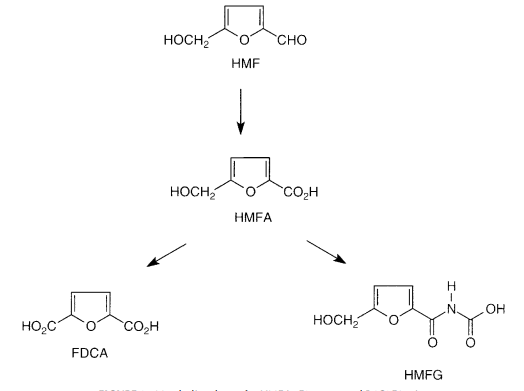 HOCH2 O CHO
HMF
HOCH2 O CO2H
HMFA
HO2C O CO2H
FDCA
H
N OH
HOCH2 O
O O
HMFG